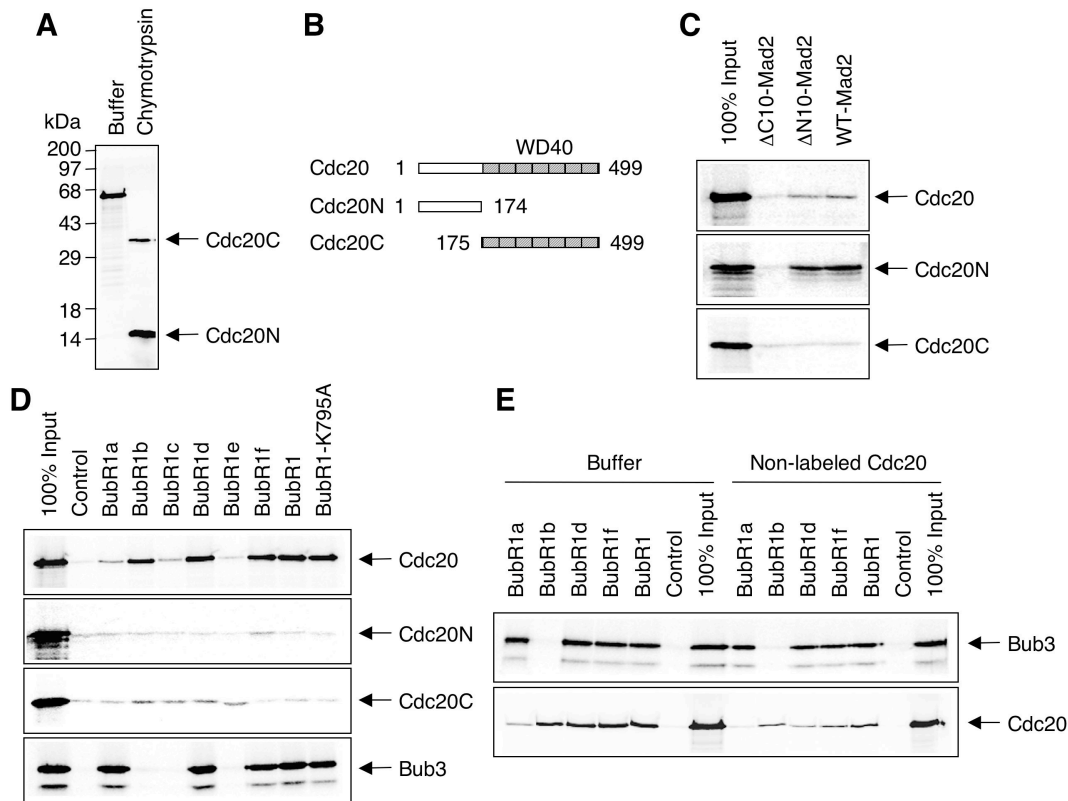 A
Buffer
Chymotrypsin
kDa
200
97
68
43
29
18
14
Cdc20C
Cdc20N
B
WD40
Cdc20 1 499
Cdc20N 1 174
Cdc20C 175 499
C
100% Input
ΔC10-Mad2
ΔN10-Mad2
WT-Mad2
Cdc20
Cdc20N
Cdc20C
D
100% Input
Control
BubR1a
BubR1b
BubR1c
BubR1d
BubR1e
BubR1f
BubR1
BubR1-K795A
Cdc20
Cdc20N
Cdc20C
Bub3
E
Buffer
Non-labeled Cdc20
BubR1a
BubR1b
BubR1d
BubR1f
BubR1
Control
100% Input
BubR1a
BubR1b
BubR1d
BubR1f
BubR1
Control
100% Input
Bub3
Cdc20